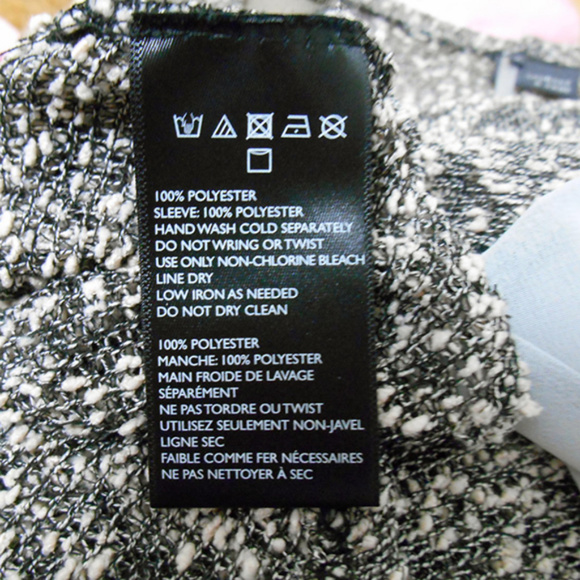 100% POLYESTER
SLEEVE: 100% POLYESTER
HAND WASH COLD SEPARATELY
DO NOT WRING OR TWIST
USE ONLY NON-CHLORINE BLEACH
LINE DRY
LOW IRON AS NEEDED
DO NOT DRY CLEAN
100% POLYESTER
MANCHE: 100% POLYESTER
MAIN FROIDE DE LAVAGE
SÉPARÉMENT
NE PAS TORDRE OU TWIST
UTILISEZ SEULEMENT NON-JAVEL
LIGNE SEC
FAIBLE COMME FER NÉCESSAIRES
NE PAS NETTOYER À SEC